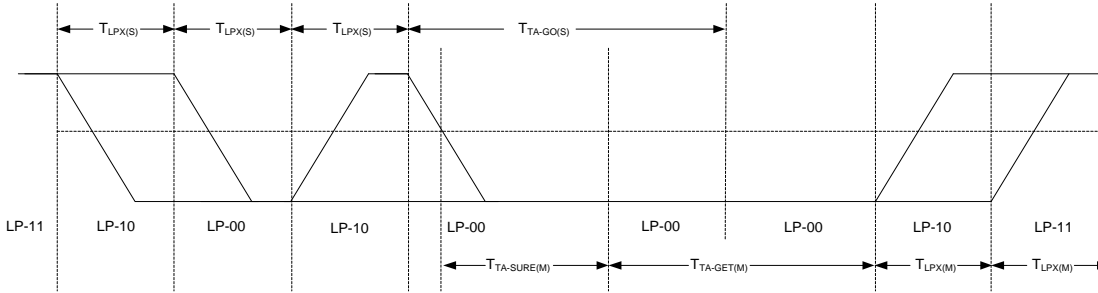 TLPX(S) TLPX(S) TLPX(S) TTA-GO(S)
LP-11 LP-10 LP-00 LP-10 LP-00 LP-00 LP-00 LP-10 LP-11
TTA-SURE(M) TTA-GET(M) TLPX(M) TLPX(M)